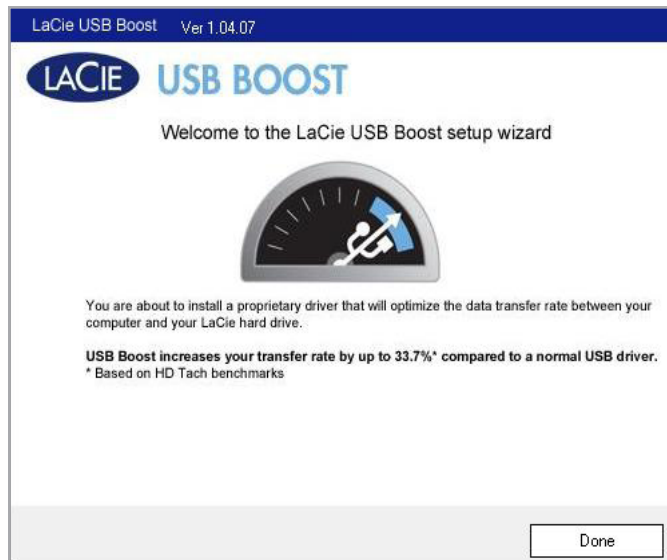 LaCie USB Boost Ver 1.04.07
LACIE USB BOOST
Welcome to the LaCie USB Boost setup wizard
You are about to install a proprietary driver that will optimize the data transfer rate between your
computer and your LaCie hard drive.
USB Boost increases your transfer rate by up to 33.7%* compared to a normal USB driver.
* Based on HD Tach benchmarks
Done